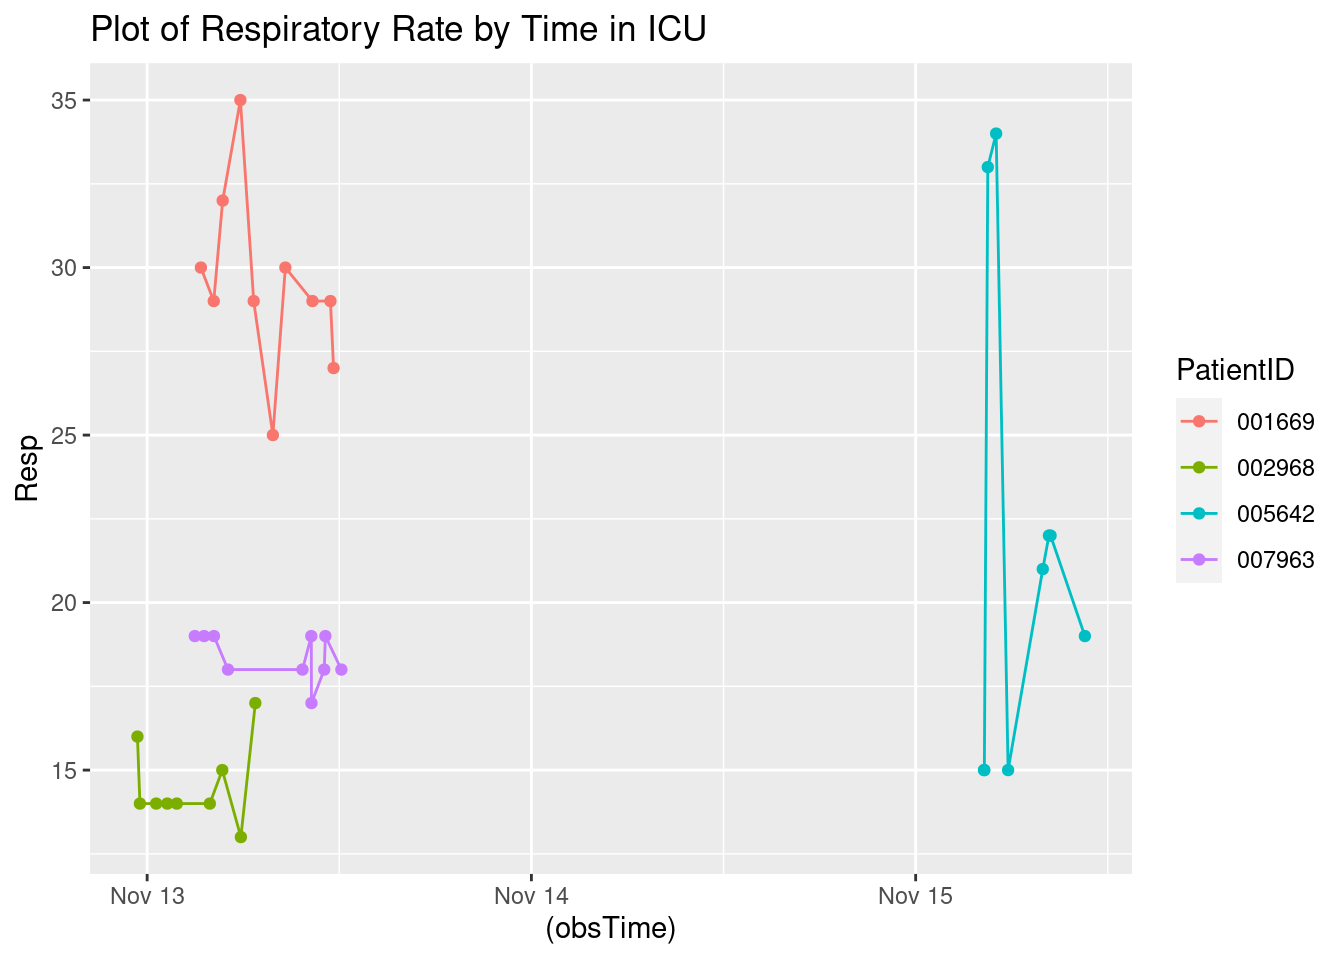 Plot of Respiratory Rate by Time in ICU
35
30
25
20
15
Resp
Nov 13
Nov 14
Nov 15
(obsTime)
PatientID
001669
002968
005642
007963